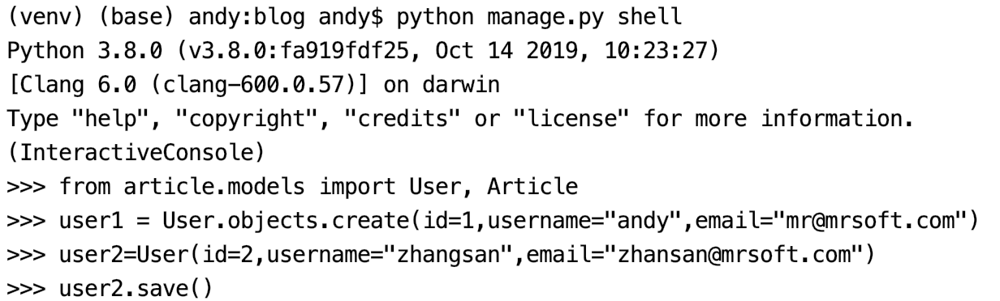 (venv) (base) andy:blog andy$ python manage.py shell
Python 3.8.0 (v3.8.0:fa919fdf25, Oct 14 2019, 10:23:27)
[Clang 6.0 (clang-600.0.57)] on darwin
Type "help", "copyright", "credits" or "license" for more information.
(InteractiveConsole)
>>> from article.models import User, Article
>>> user1 = User.objects.create(id=1,username="andy",email="mr@mrsoft.com")
>>> user2=User(id=2,username="zhangsan",email="zhansan@mrsoft.com")
>>> user2.save()